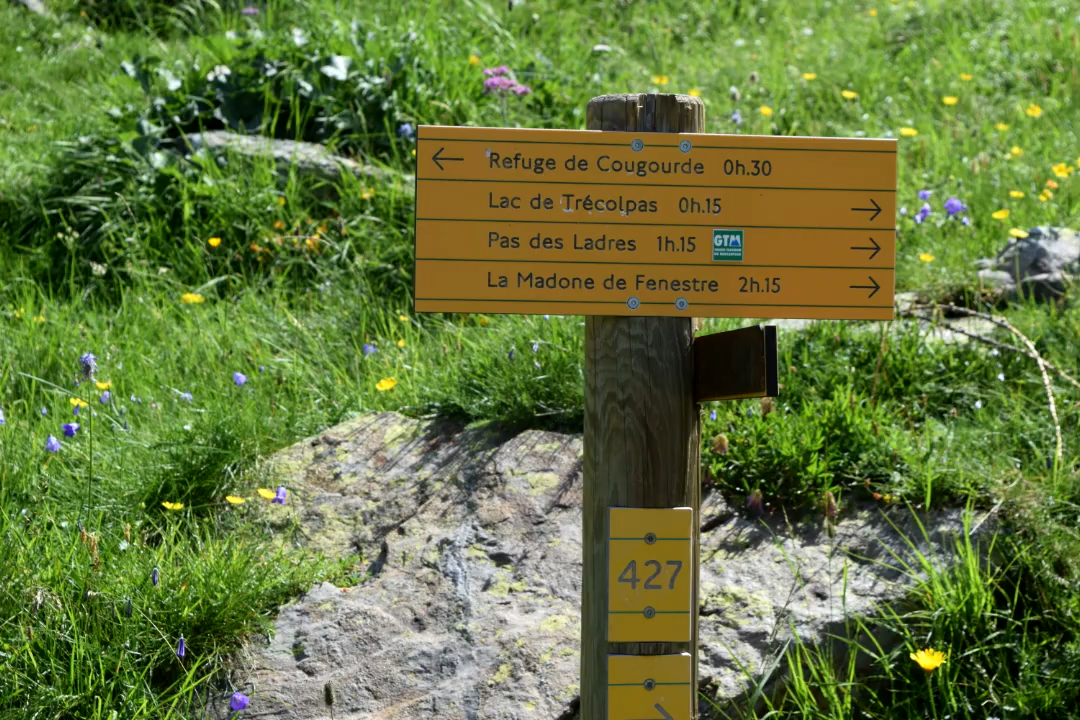 ← Refuge de Cougourde 0h.30
Lac de Trécolpas 0h.15 →
Pas des Ladres 1h.15 GTM →
La Madone de Fenestre 2h.15 →
427